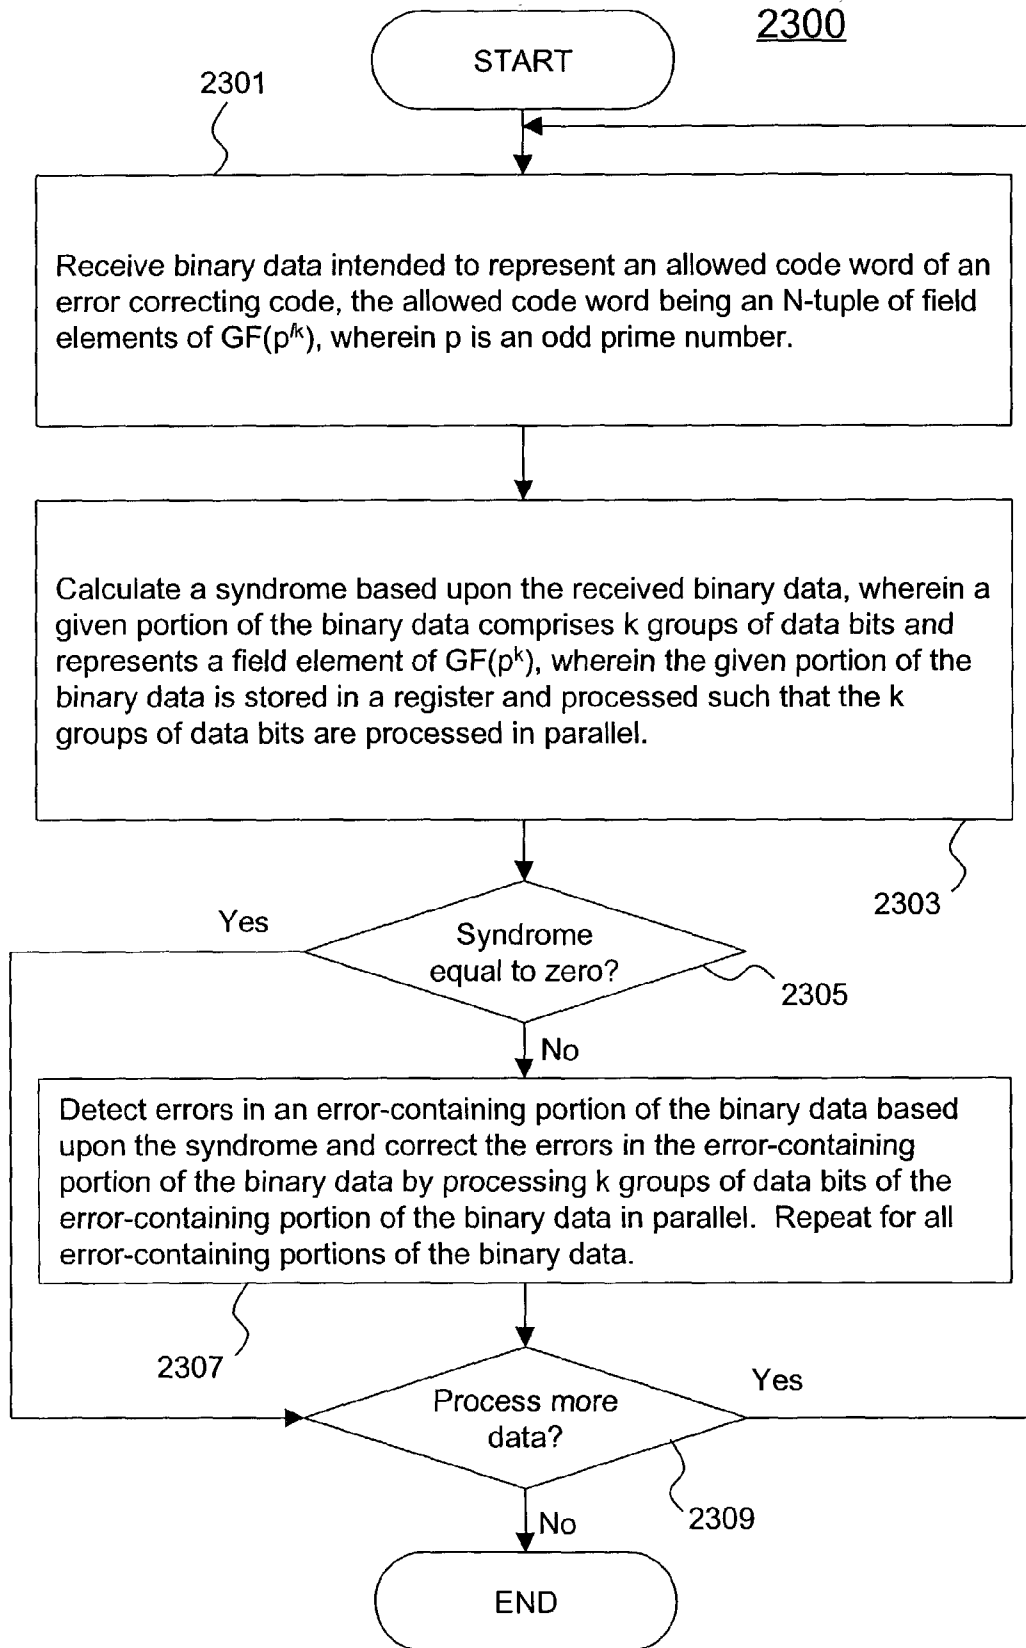 2300
START
2301
Receive binary data intended to represent an allowed code word of an
error correcting code, the allowed code word being an N-tuple of field
elements of GF(p^k), wherein p is an odd prime number.
Calculate a syndrome based upon the received binary data, wherein a
given portion of the binary data comprises k groups of data bits and
represents a field element of GF(p^k), wherein the given portion of the
binary data is stored in a register and processed such that the k
groups of data bits are processed in parallel.
2303
Yes
Syndrome
equal to zero?
2305
No
Detect errors in an error-containing portion of the binary data based
upon the syndrome and correct the errors in the error-containing
portion of the binary data by processing k groups of data bits of the
error-containing portion of the binary data in parallel. Repeat for all
error-containing portions of the binary data.
2307
Yes
Process more
data?
2309
No
END